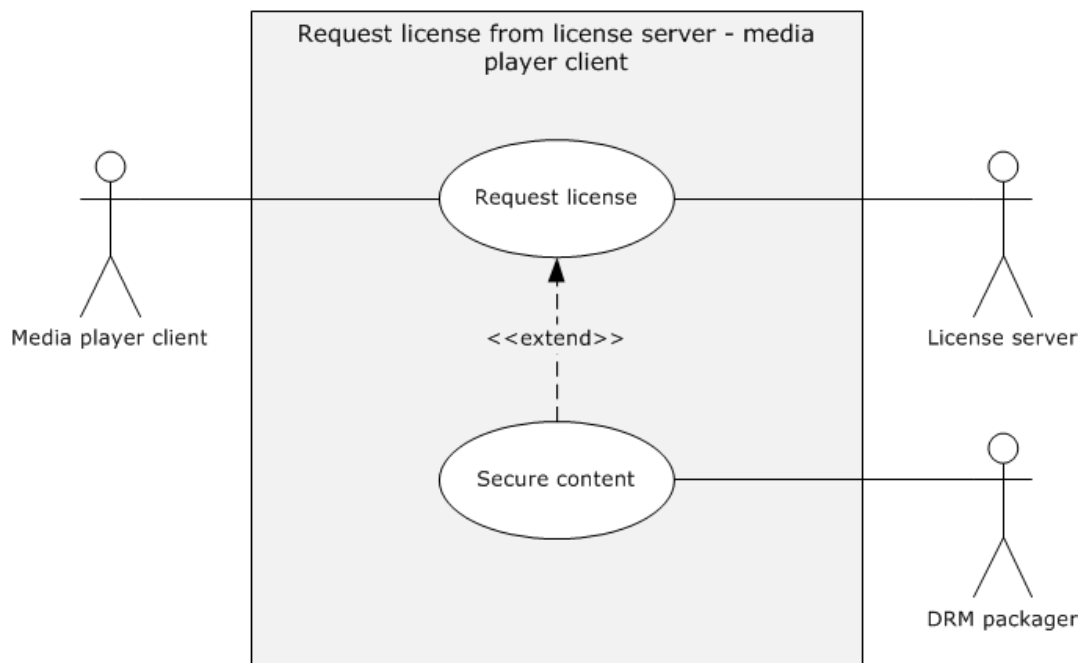 Request license from license server - media
player client
Request license
Media player client
<<extend>>
License server
Secure content
DRM packager